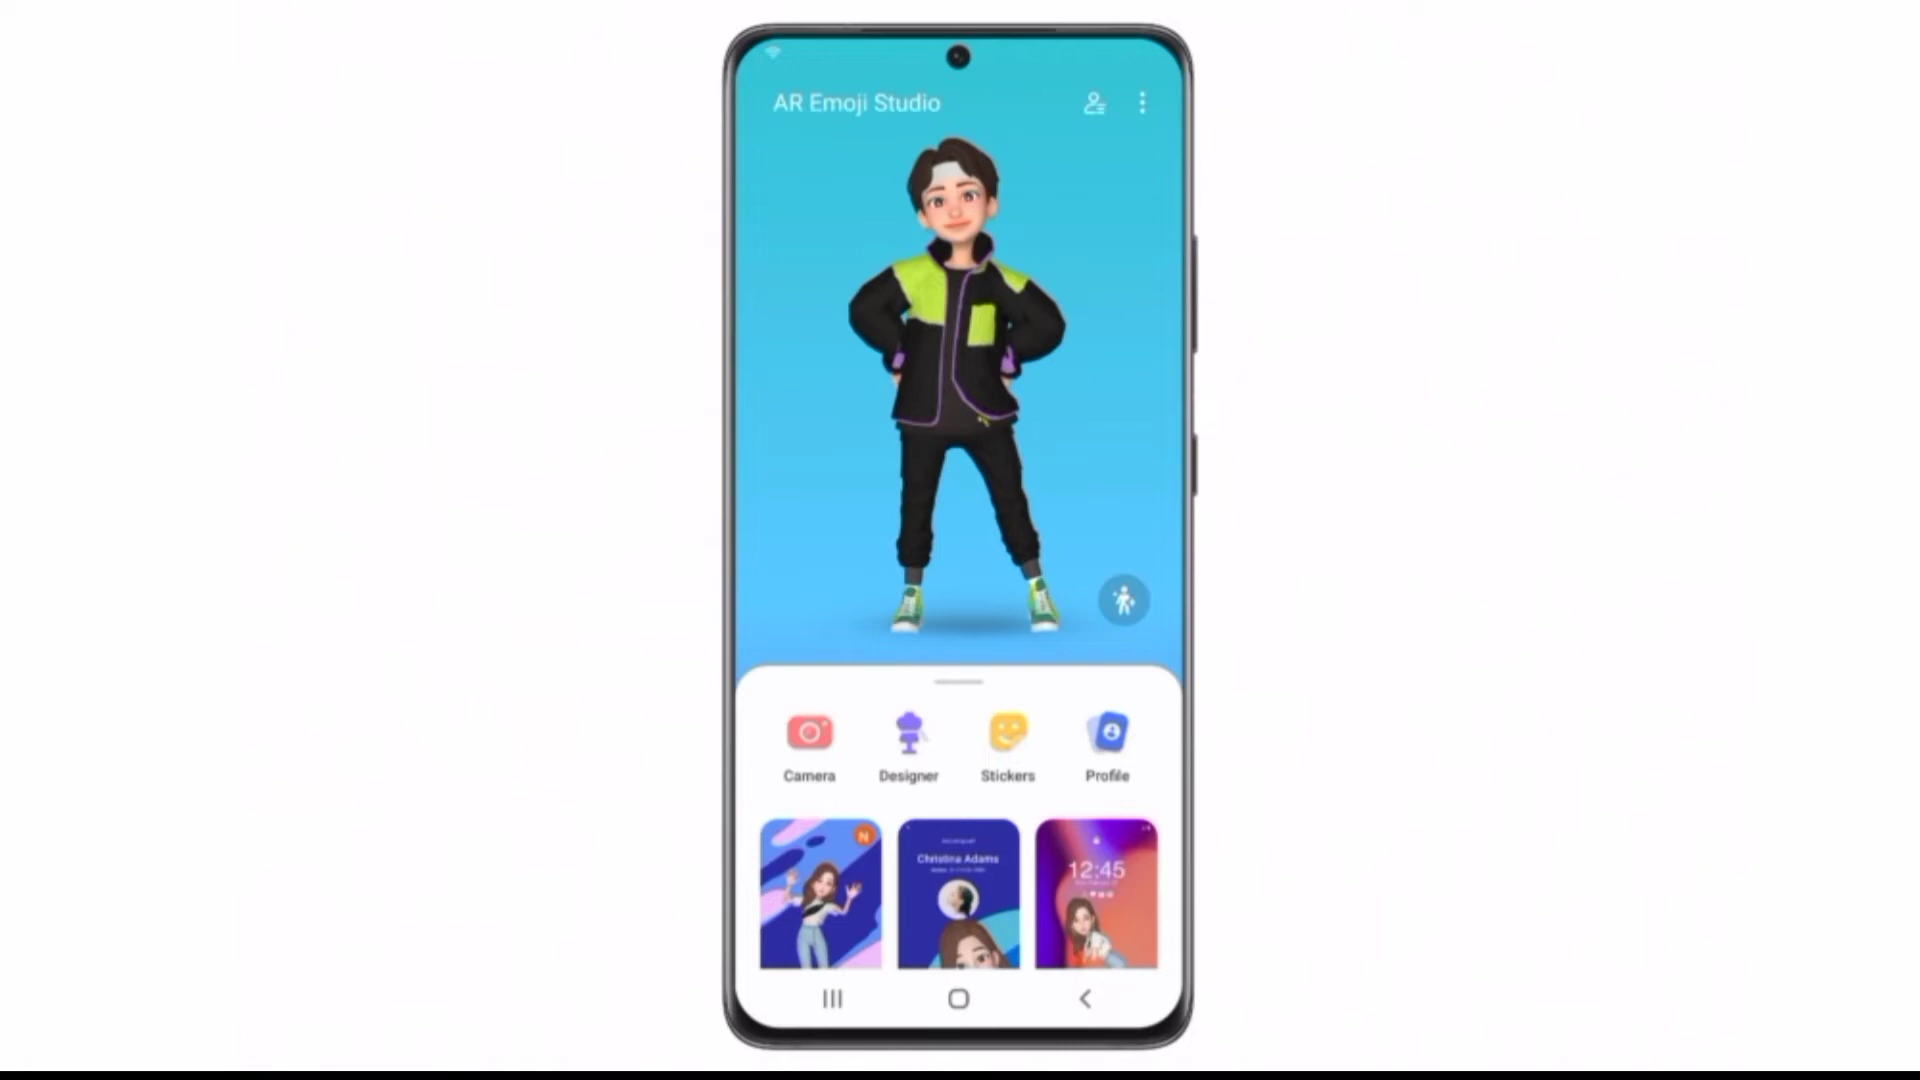 AR Emoji Studio
Camera
Designer
Stickers
Profile
N
Christina Adams
12:45